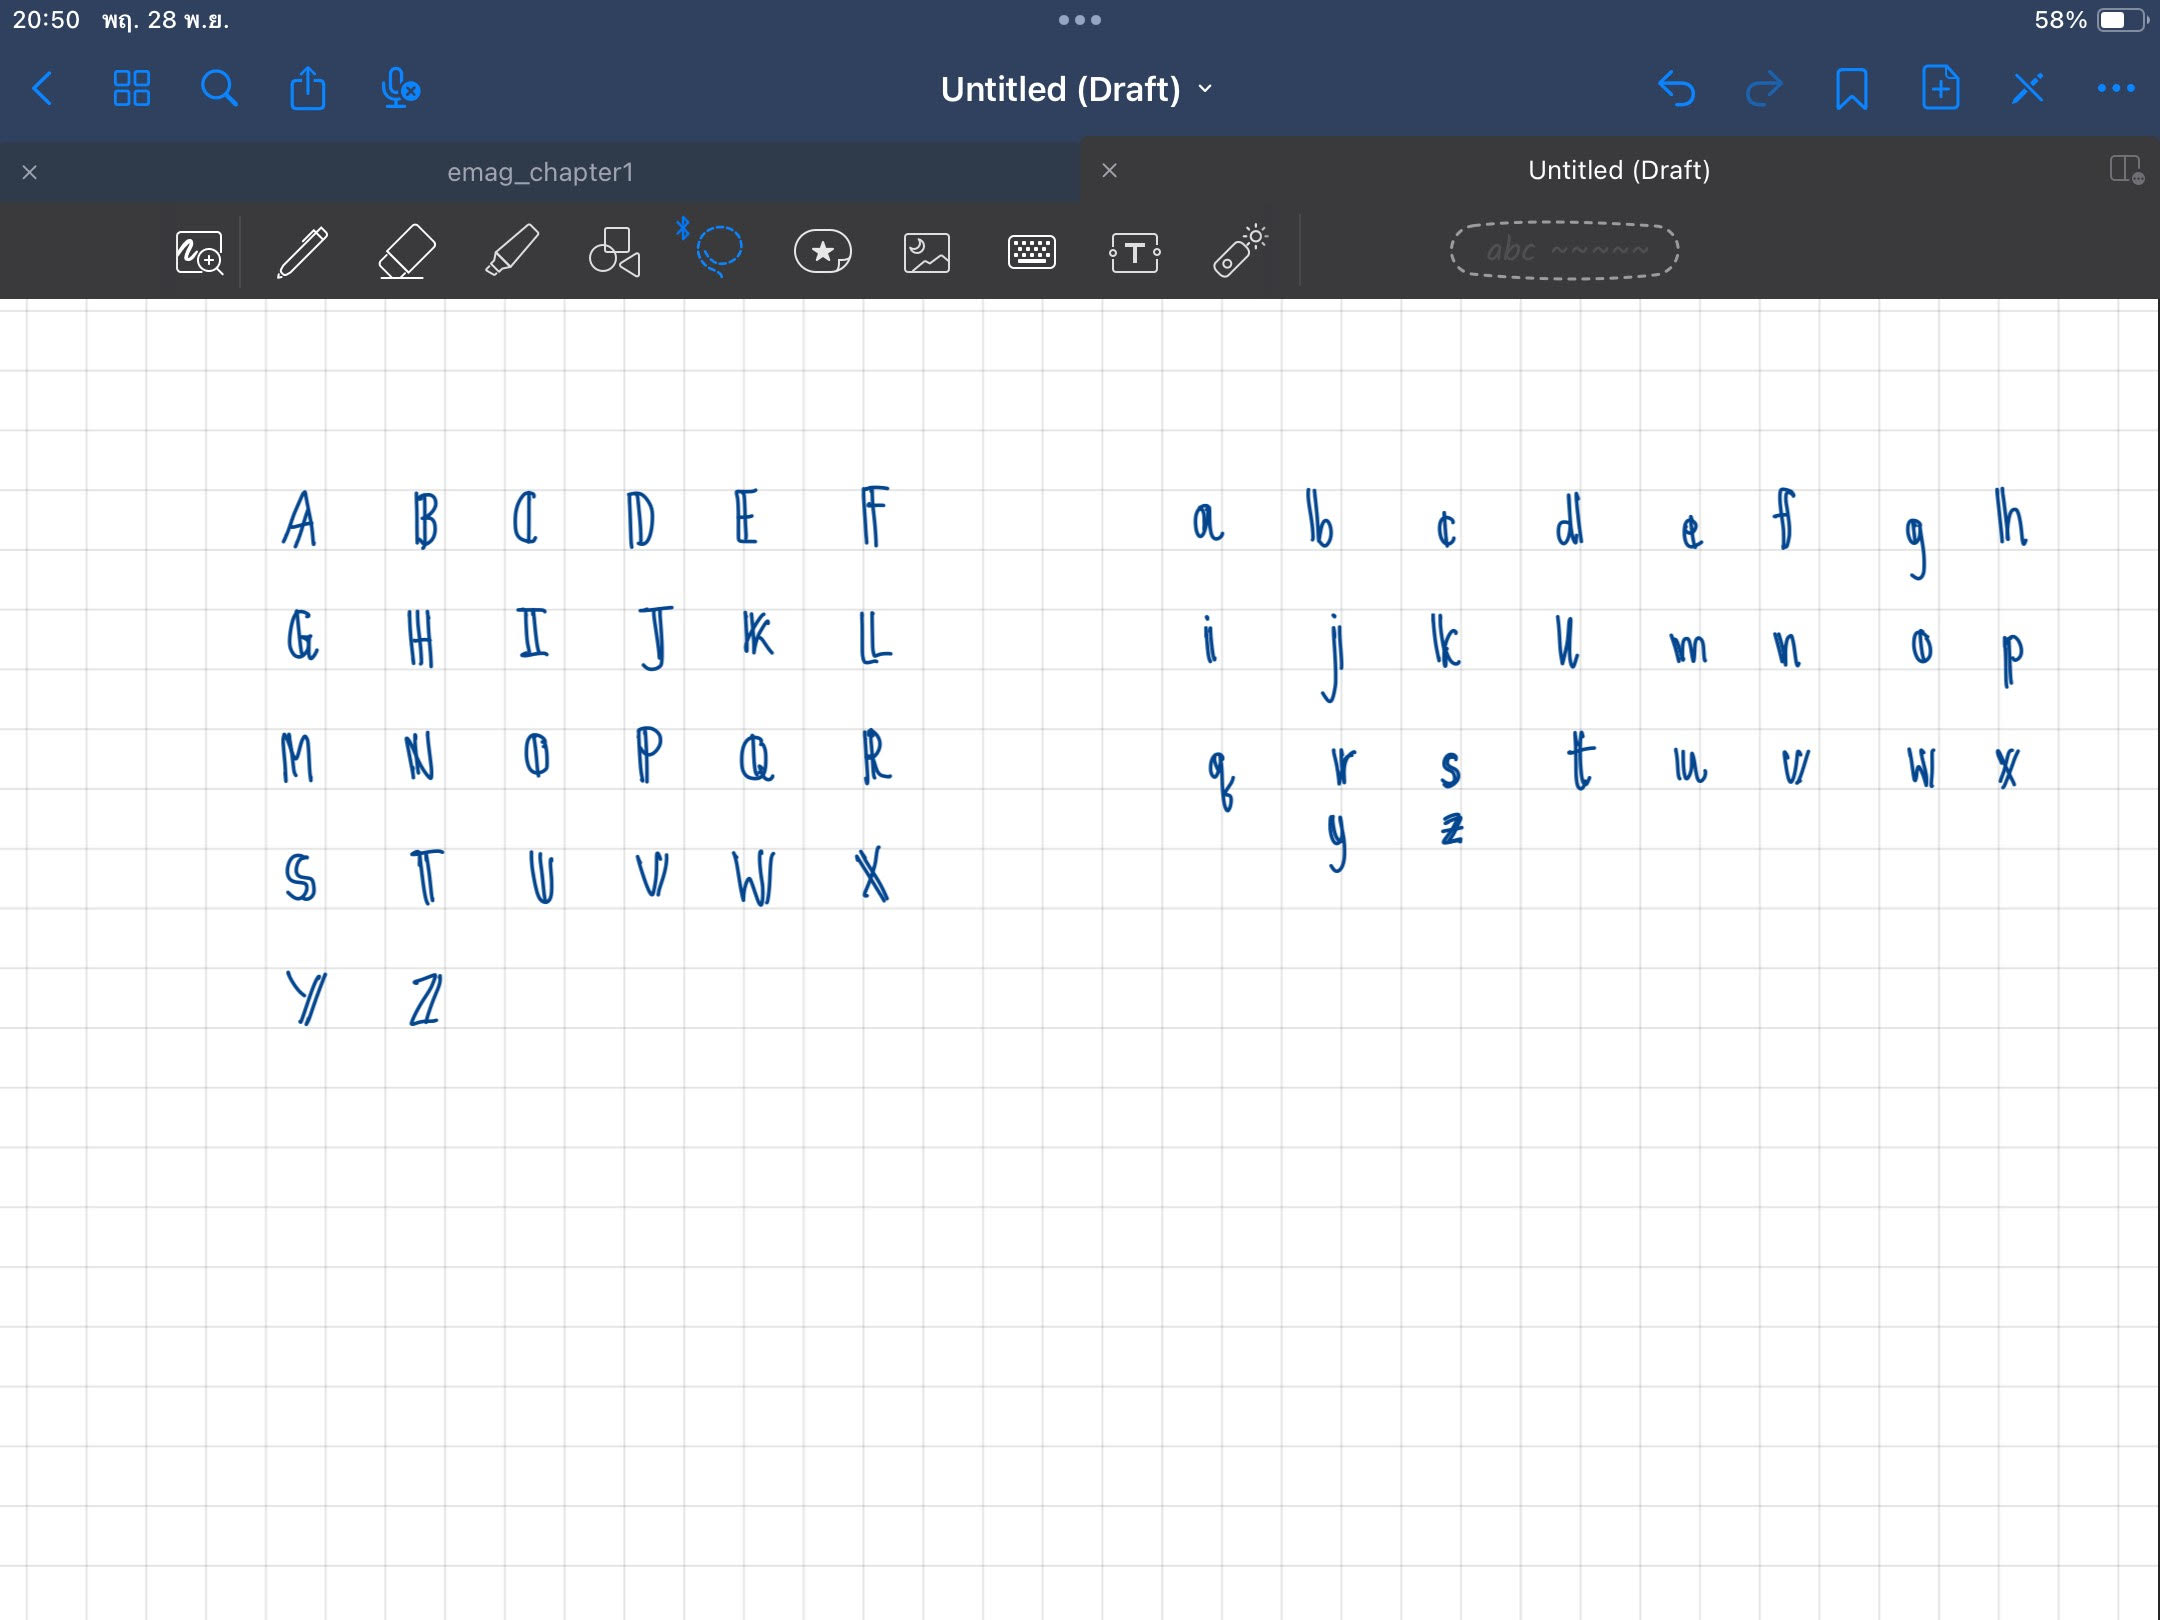 20:50 พฤ. 28 พ.ย. 58%
Untitled (Draft)
emag_chapter1 Untitled (Draft)
abc ~~~~~
𝔸 𝔹 ℂ 𝔻 𝔼 𝔽 𝕒 𝕓 𝕔 𝕕 𝕖 𝕗 𝕘 𝕙
𝔾 ℍ 𝕀 𝕁 𝕂 𝕃 𝕚 𝕛 𝕜 𝕝 𝕞 𝕟 𝕠 𝕡
𝕄 ℕ 𝕆 ℙ ℚ ℝ 𝕢 𝕣 𝕤 𝕥 𝕦 𝕧 𝕨 𝕩
𝕪 𝕫
𝕊 𝕋 𝕌 𝕍 𝕎 𝕏
𝕐 ℤ